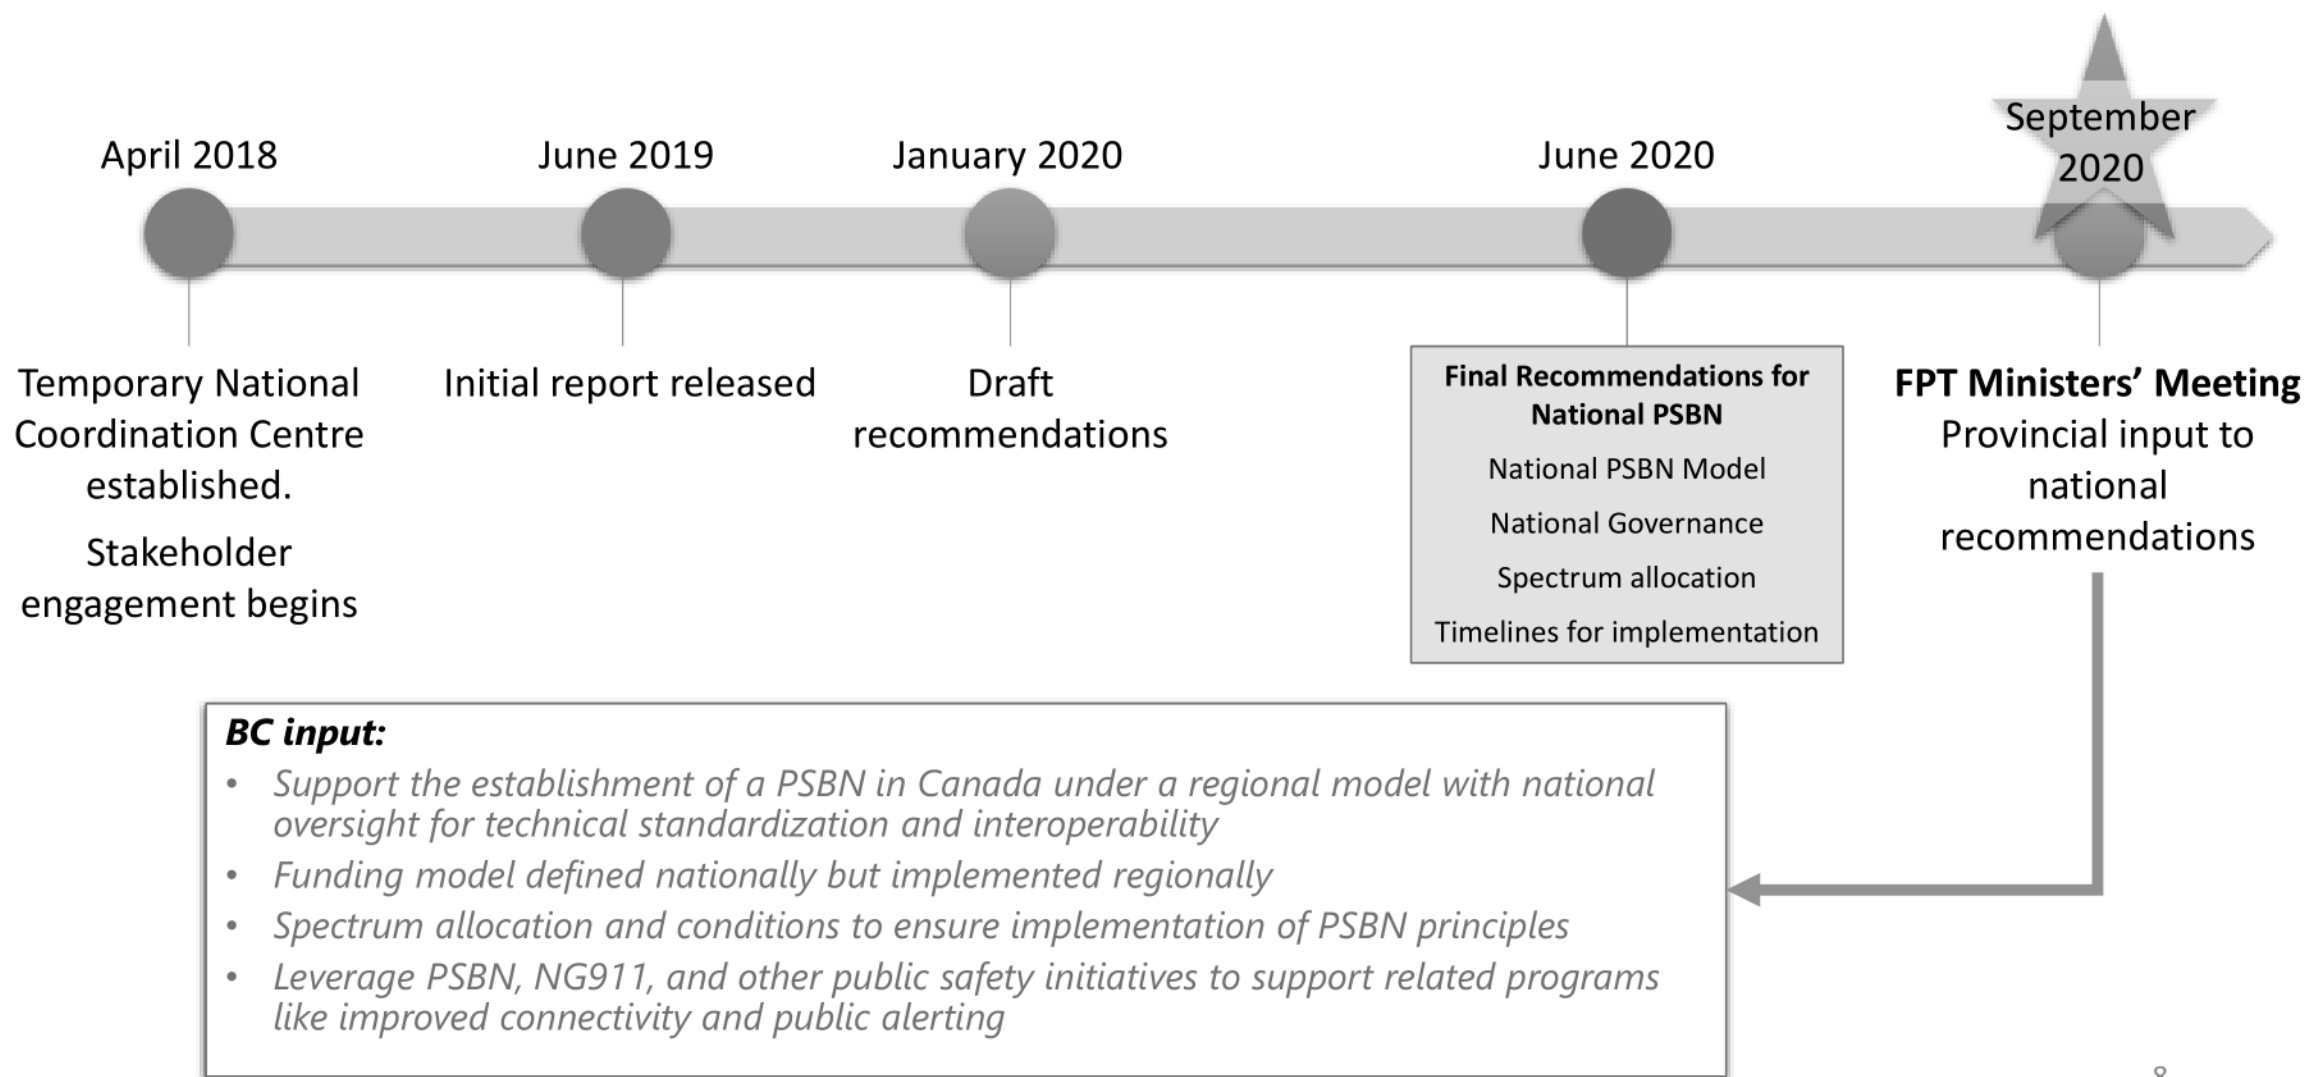 April 2018
June 2019
January 2020
June 2020
September
2020
Temporary National
Coordination Centre
established.
Stakeholder
engagement begins
Initial report released
Draft
recommendations
Final Recommendations for
National PSBN
National PSBN Model
National Governance
Spectrum allocation
Timelines for implementation
FPT Ministers’ Meeting
Provincial input to
national
recommendations
BC input:
• Support the establishment of a PSBN in Canada under a regional model with national
oversight for technical standardization and interoperability
• Funding model defined nationally but implemented regionally
• Spectrum allocation and conditions to ensure implementation of PSBN principles
• Leverage PSBN, NG911, and other public safety initiatives to support related programs
like improved connectivity and public alerting
8